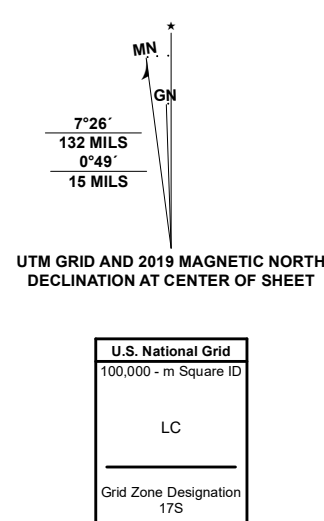 ★
MN
GN
7°26´
132 MILS
0°49´
15 MILS
UTM GRID AND 2019 MAGNETIC NORTH
DECLINATION AT CENTER OF SHEET
U.S. National Grid
100,000 - m Square ID
LC
Grid Zone Designation
17S